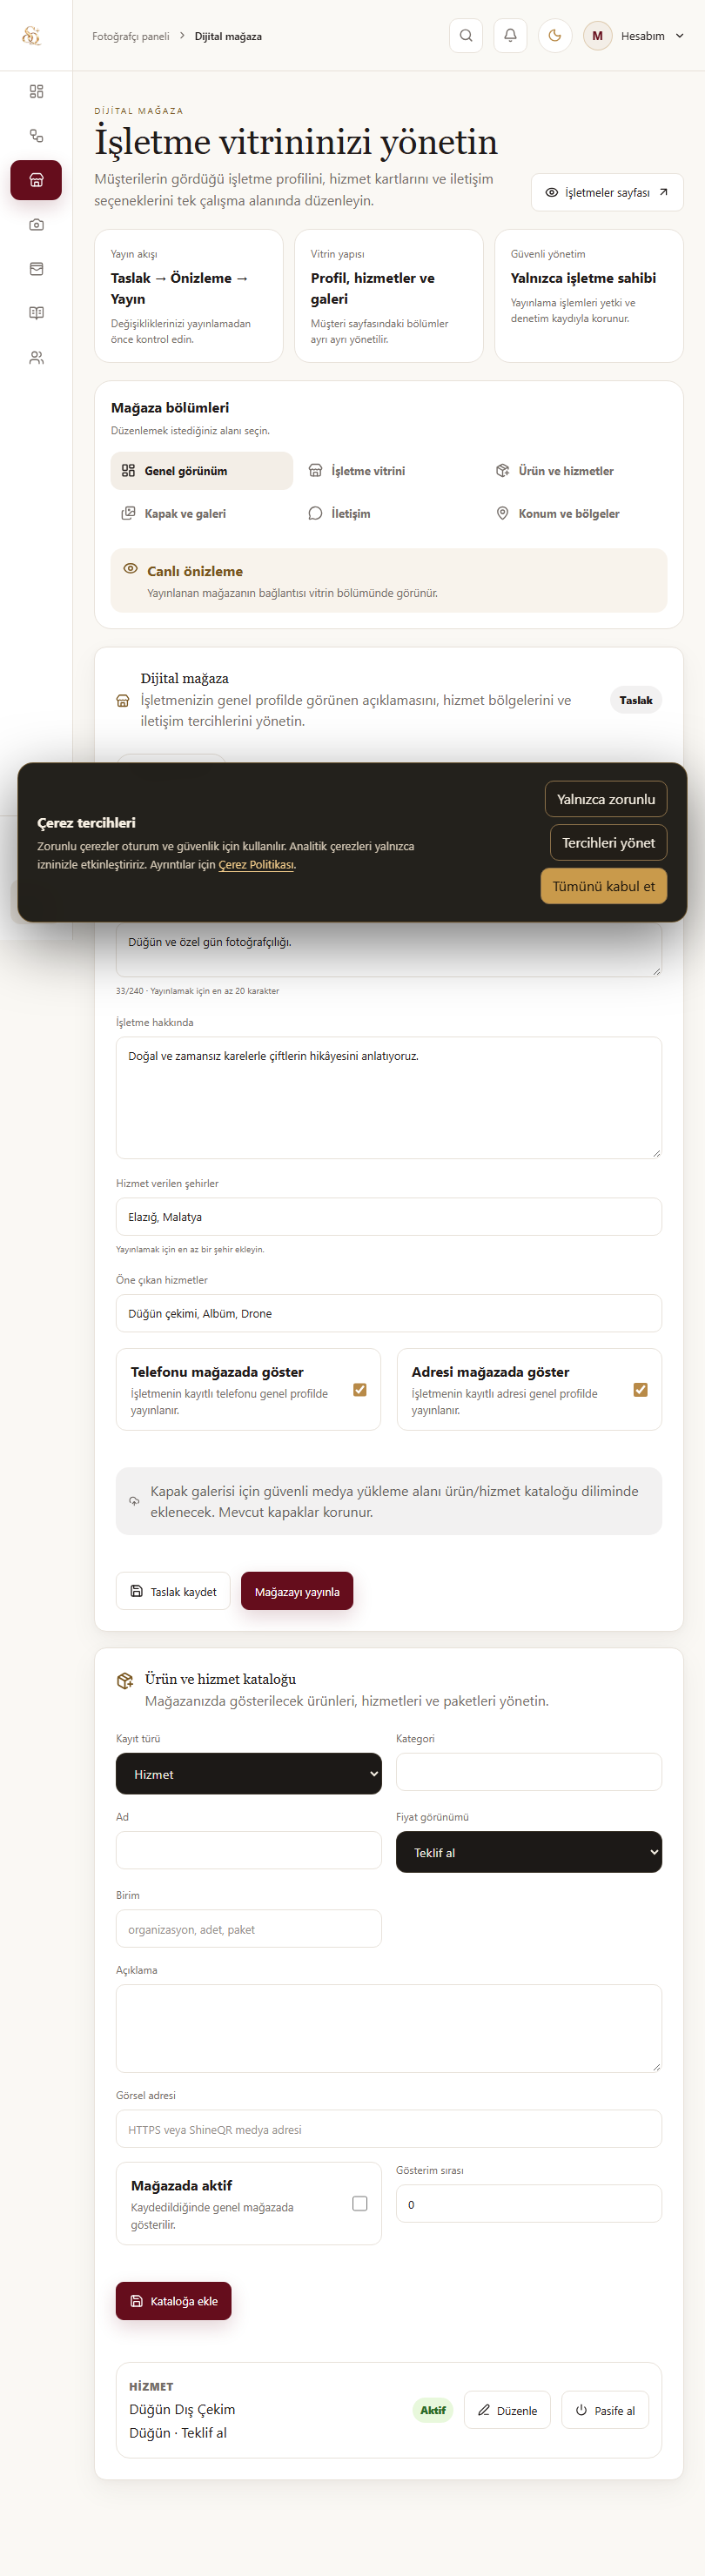 Fotoğrafçı paneli > Dijital mağaza
M Hesabım
DİJİTAL MAĞAZA
İşletme vitrininizi yönetin
Müşterilerin gördüğü işletme profilini, hizmet kartlarını ve iletişim
seçeneklerini tek çalışma alanında düzenleyin.
İşletmeler sayfası
Yayın akışı
Taslak → Önizleme →
Yayın
Değişikliklerinizi yayınlamadan
önce kontrol edin.
Vitrin yapısı
Profil, hizmetler ve
galeri
Müşteri sayfasındaki bölümler
ayrı ayrı yönetilir.
Güvenli yönetim
Yalnızca işletme sahibi
Yayınlama işlemleri yetki ve
denetim kaydıyla korunur.
Mağaza bölümleri
Düzenlemek istediğiniz alanı seçin.
Genel görünüm
İşletme vitrini
Ürün ve hizmetler
Kapak ve galeri
İletişim
Konum ve bölgeler
Canlı önizleme
Yayınlanan mağazanın bağlantısı vitrin bölümünde görünür.
Dijital mağaza
İşletmenizin genel profilde görünen açıklamasını, hizmet bölgelerini ve
iletişim tercihlerini yönetin.
Taslak
Çerez tercihleri
Zorunlu çerezler oturum ve güvenlik için kullanılır. Analitik çerezleri yalnızca
izninizle etkinleştiririz. Ayrıntılar için Çerez Politikası.
Yalnızca zorunlu
Tercihleri yönet
Tümünü kabul et
Düğün ve özel gün fotoğrafçılığı.
33/240 · Yayınlamak için en az 20 karakter
İşletme hakkında
Doğal ve zamansız karelerle çiftlerin hikâyesini anlatıyoruz.
Hizmet verilen şehirler
Elazığ, Malatya
Yayınlamak için en az bir şehir ekleyin.
Öne çıkan hizmetler
Düğün çekimi, Albüm, Drone
Telefonu mağazada göster
İşletmenin kayıtlı telefonu genel profilde
yayınlanır.
Adresi mağazada göster
İşletmenin kayıtlı adresi genel profilde
yayınlanır.
Kapak galerisi için güvenli medya yükleme alanı ürün/hizmet kataloğu diliminde
eklenecek. Mevcut kapaklar korunur.
Taslak kaydet
Mağazayı yayınla
Ürün ve hizmet kataloğu
Mağazanızda gösterilecek ürünleri, hizmetleri ve paketleri yönetin.
Kayıt türü
Hizmet
Kategori
Ad
Fiyat görünümü
Teklif al
Birim
organizasyon, adet, paket
Açıklama
Görsel adresi
HTTPS veya ShineQR medya adresi
Mağazada aktif
Kaydedildiğinde genel mağazada
gösterilir.
Gösterim sırası
0
Kataloğa ekle
HİZMET
Düğün Dış Çekim
Düğün · Teklif al
Aktif
Düzenle
Pasife al